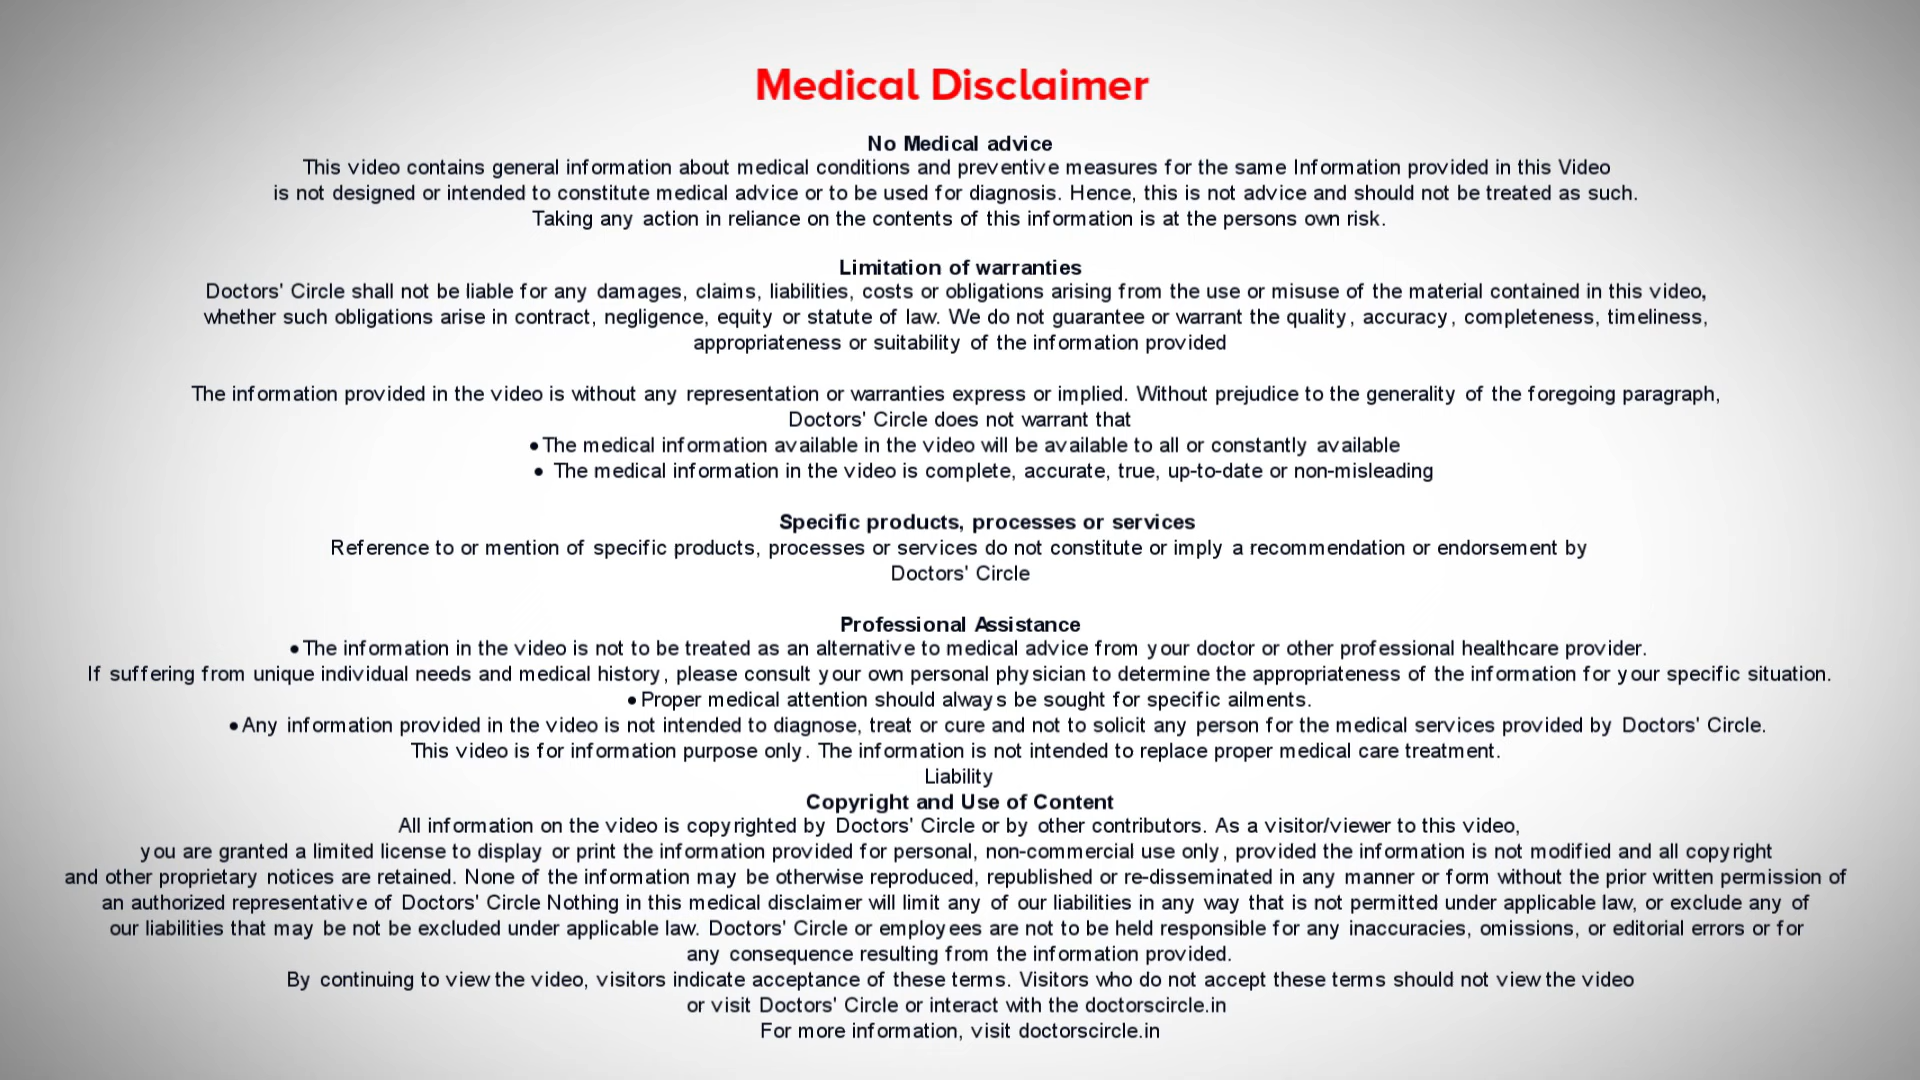 Medical Disclaimer
No Medical advice
This video contains general information about medical conditions and preventive measures for the same Information provided in this Video
is not designed or intended to constitute medical advice or to be used for diagnosis. Hence, this is not advice and should not be treated as such.
Taking any action in reliance on the contents of this information is at the persons own risk.
Limitation of warranties
Doctors' Circle shall not be liable for any damages, claims, liabilities, costs or obligations arising from the use or misuse of the material contained in this video,
whether such obligations arise in contract, negligence, equity or statute of law. We do not guarantee or warrant the quality, accuracy, completeness, timeliness,
appropriateness or suitability of the information provided
The information provided in the video is without any representation or warranties express or implied. Without prejudice to the generality of the foregoing paragraph,
Doctors' Circle does not warrant that
• The medical information available in the video will be available to all or constantly available
• The medical information in the video is complete, accurate, true, up-to-date or non-misleading
Specific products, processes or services
Reference to or mention of specific products, processes or services do not constitute or imply a recommendation or endorsement by
Doctors' Circle
Professional Assistance
• The information in the video is not to be treated as an alternative to medical advice from your doctor or other professional healthcare provider.
If suffering from unique individual needs and medical history, please consult your own personal physician to determine the appropriateness of the information for your specific situation.
• Proper medical attention should always be sought for specific ailments.
• Any information provided in the video is not intended to diagnose, treat or cure and not to solicit any person for the medical services provided by Doctors' Circle.
This video is for information purpose only. The information is not intended to replace proper medical care treatment.
Liability
Copyright and Use of Content
All information on the video is copyrighted by Doctors' Circle or by other contributors. As a visitor/viewer to this video,
you are granted a limited license to display or print the information provided for personal, non-commercial use only, provided the information is not modified and all copyright
and other proprietary notices are retained. None of the information may be otherwise reproduced, republished or re-disseminated in any manner or form without the prior written permission of
an authorized representative of Doctors' Circle Nothing in this medical disclaimer will limit any of our liabilities in any way that is not permitted under applicable law, or exclude any of
our liabilities that may be not be excluded under applicable law. Doctors' Circle or employees are not to be held responsible for any inaccuracies, omissions, or editorial errors or for
any consequence resulting from the information provided.
By continuing to view the video, visitors indicate acceptance of these terms. Visitors who do not accept these terms should not view the video
or visit Doctors' Circle or interact with the doctorscircle.in
For more information, visit doctorscircle.in